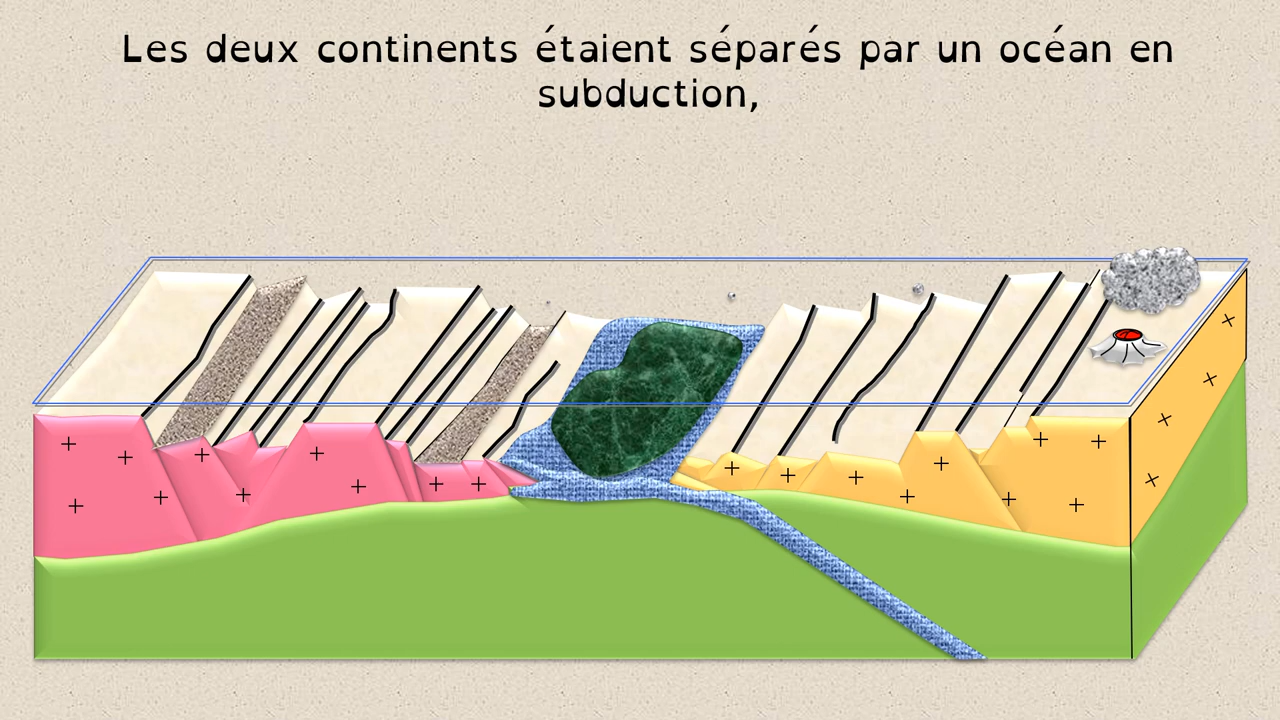 Les deux continents étaient séparés par un océan en
subduction,